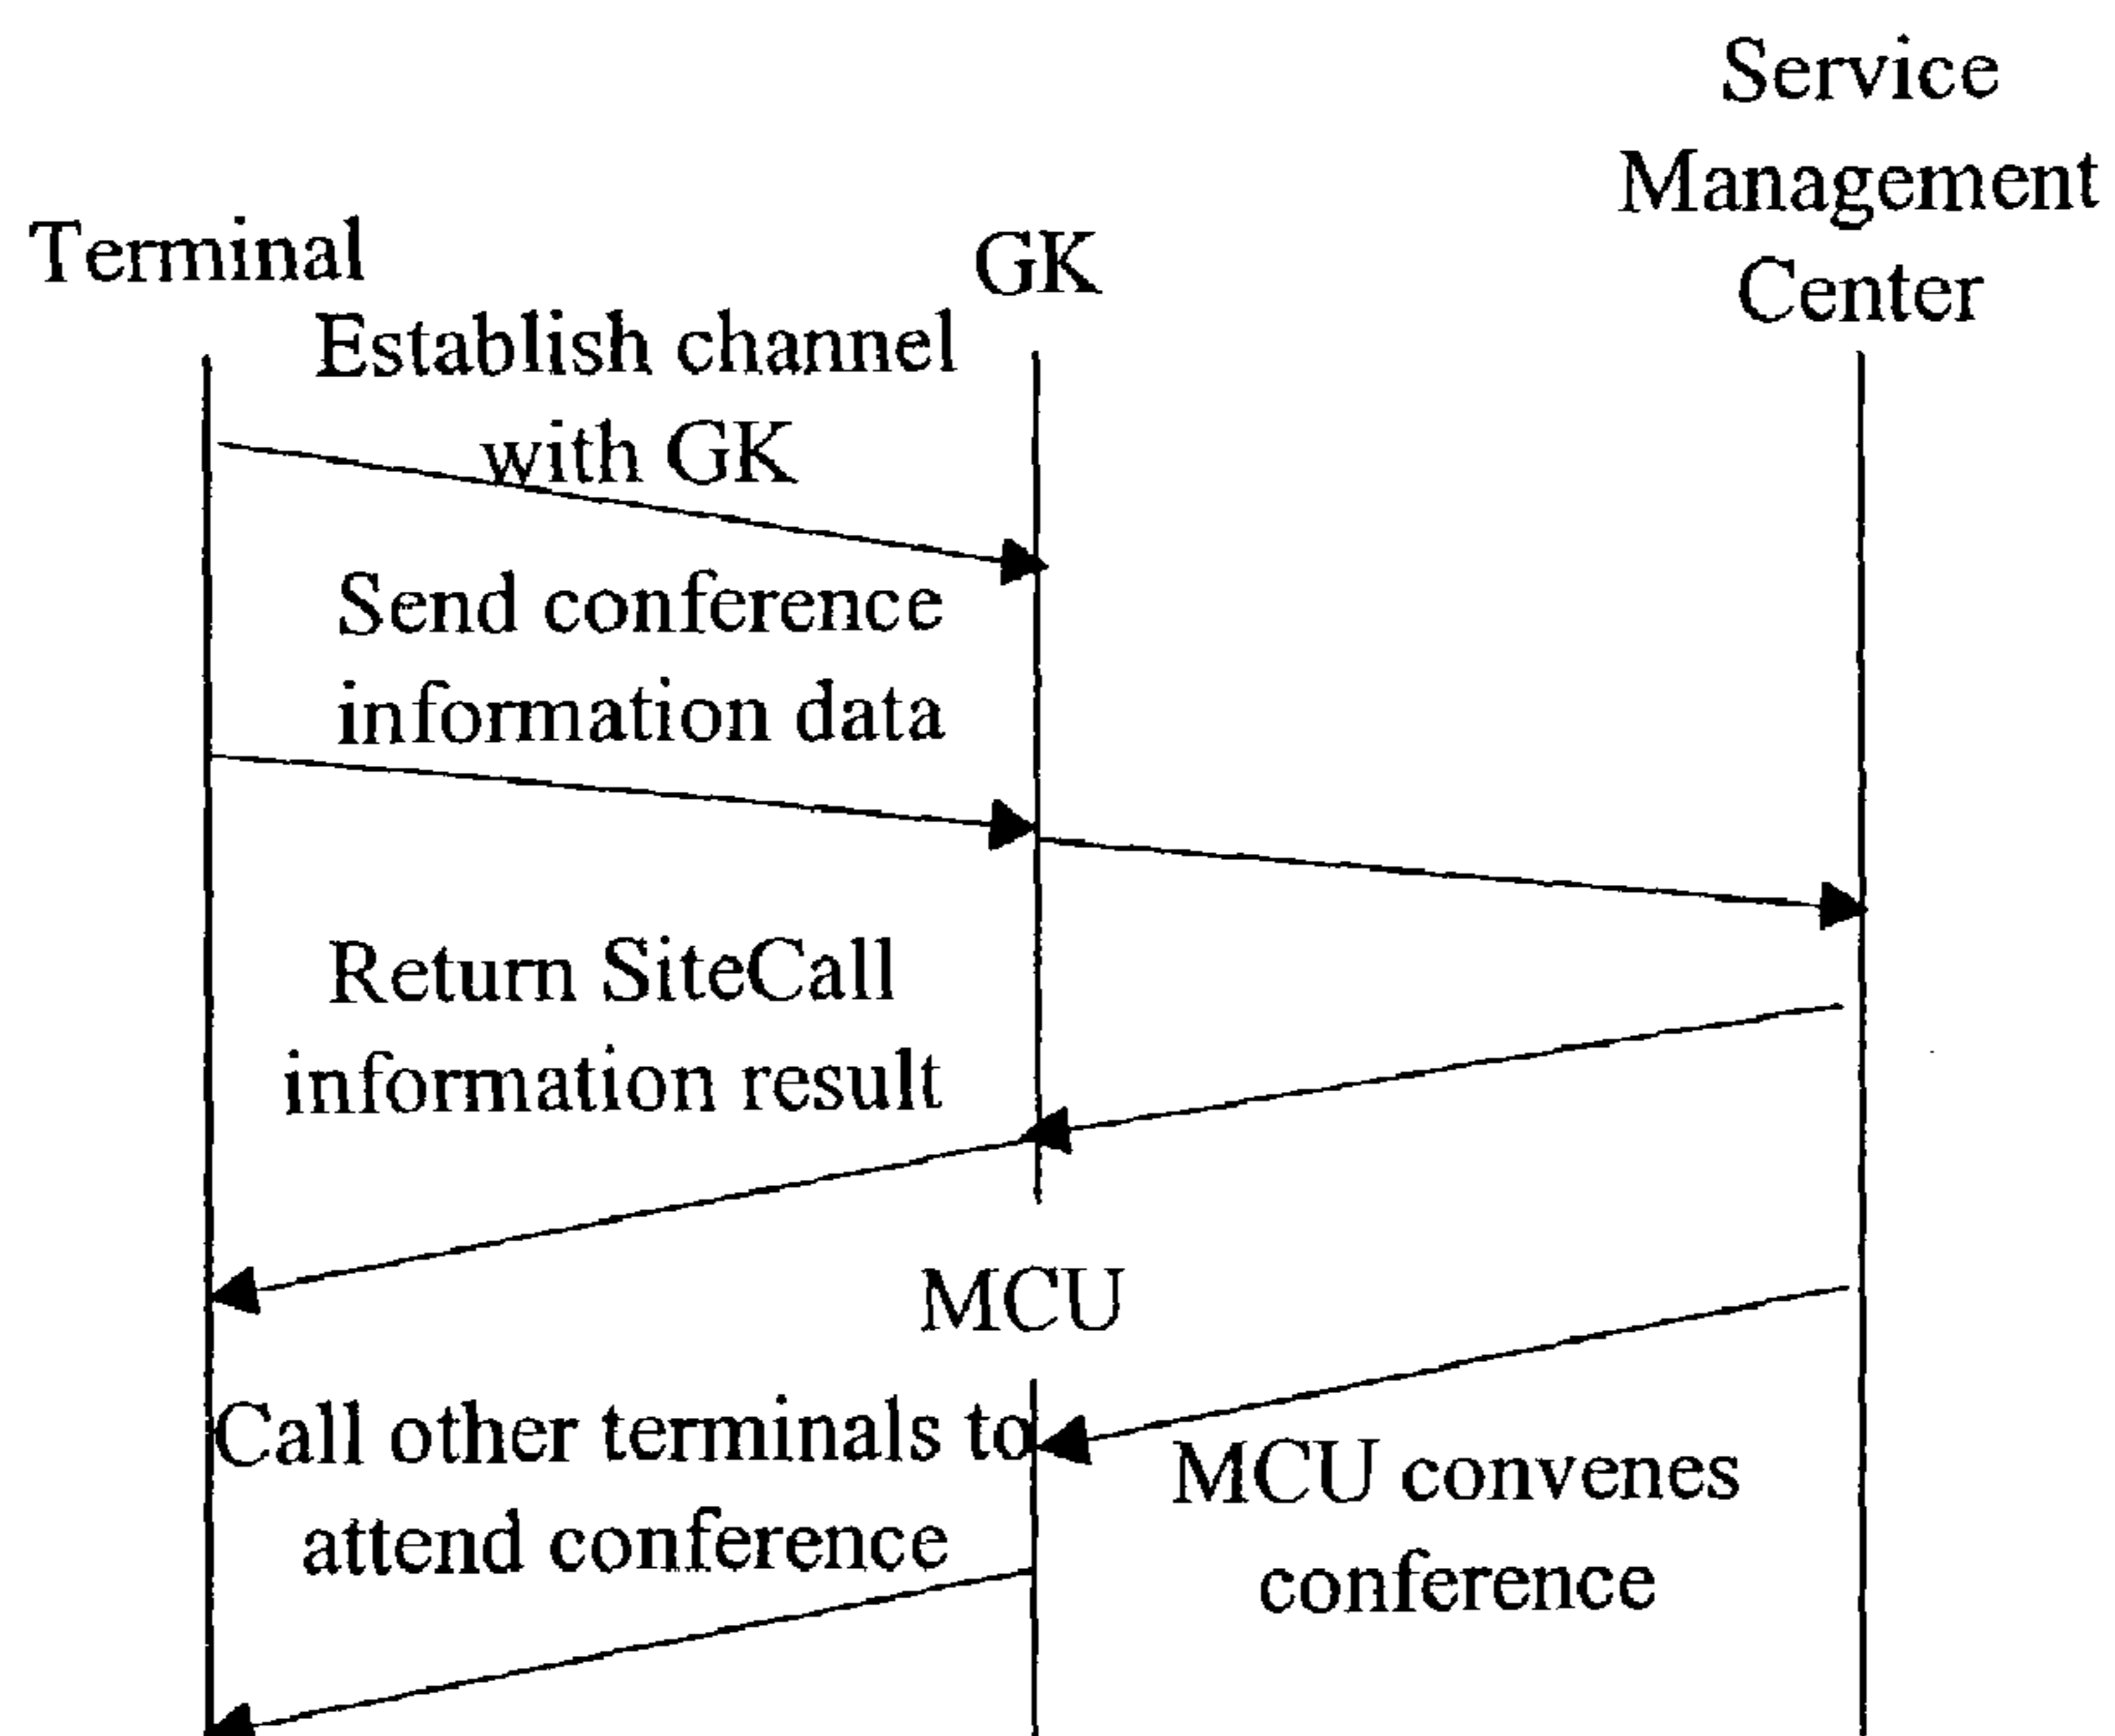 Service
Management
Center
Terminal
GK
Establish channel
with GK
Send conference
information data
Return SiteCall
information result
MCU
Call other terminals to
attend conference
MCU convenes
conference